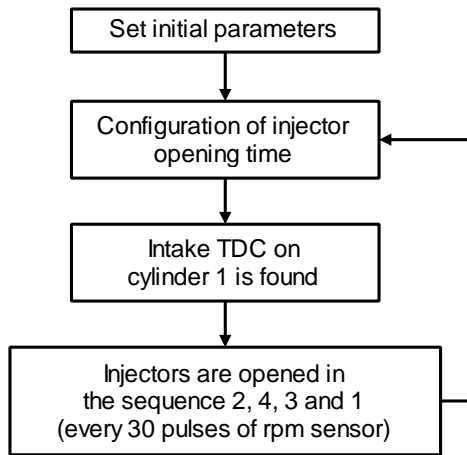 Set initial parameters
Configuration of injector
opening time
Intake TDC on
cylinder 1 is found
Injectors are opened in
the sequence 2, 4, 3 and 1
(every 30 pulses of rpm sensor)